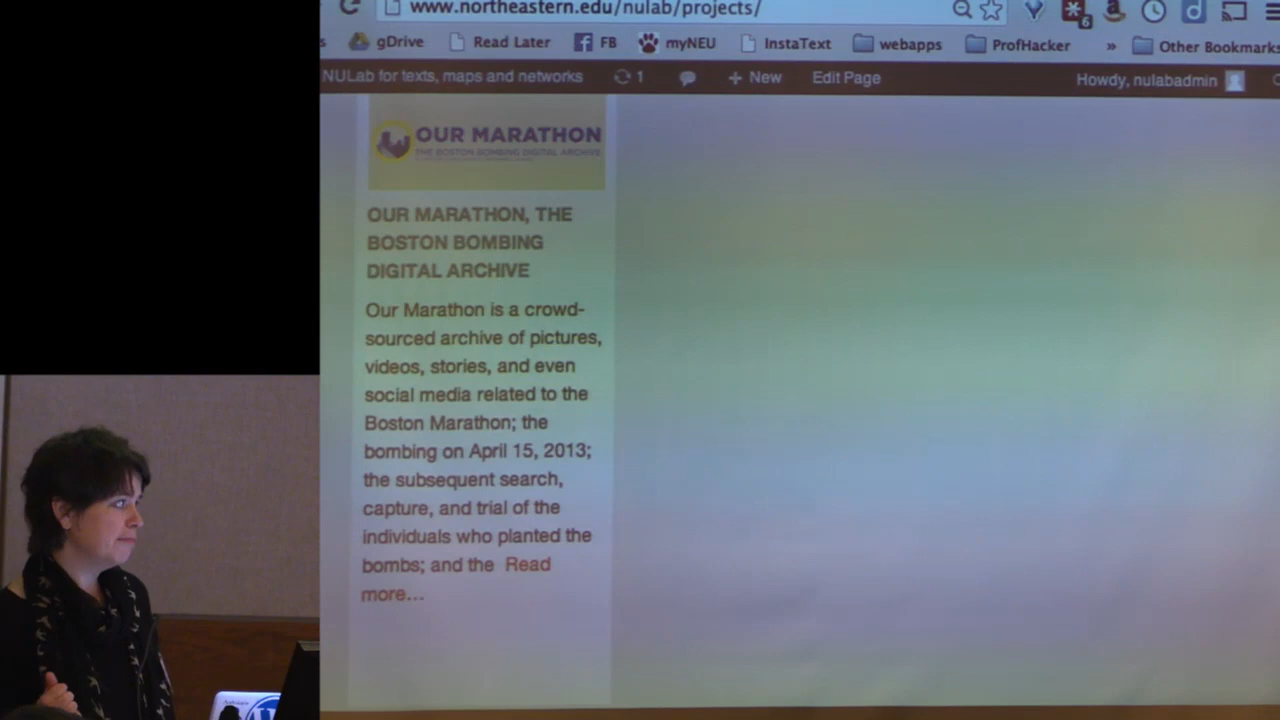 www.northeastern.edu/nulab/projects/
6
s gDrive Read Later FB myNEU InstaText webapps ProfHacker » Other Bookmarks
NULab for texts, maps and networks 1 + New Edit Page Howdy, nulabadmin
OUR MARATHON
THE BOSTON BOMBING DIGITAL ARCHIVE
OUR MARATHON, THE
BOSTON BOMBING
DIGITAL ARCHIVE
Our Marathon is a crowd-
sourced archive of pictures,
videos, stories, and even
social media related to the
Boston Marathon; the
bombing on April 15, 2013;
the subsequent search,
capture, and trial of the
individuals who planted the
bombs; and the Read
more...